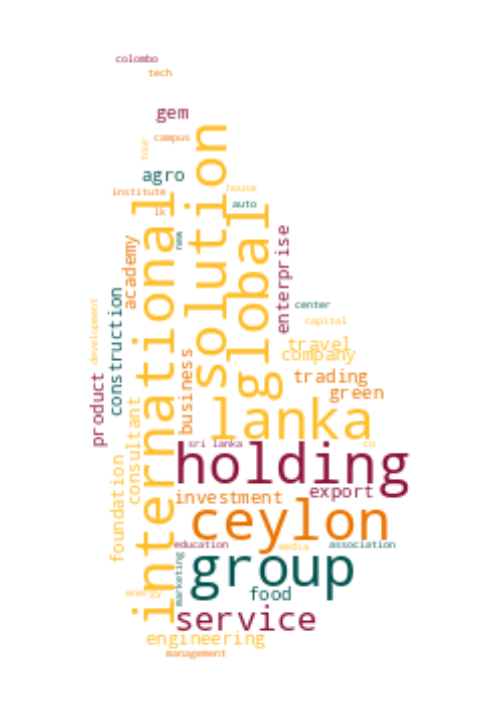 colombo
tech
gem
campus
tour
solution
agro
house
institute
international
auto
lk
global
new
enterprise
academy
center
construction
development
capital
travel
company
business
product
trading
green
consultant
lanka
sri lanka
co
holding
foundation
export
investment
ceylon
education
media
association
group
marketing
energy
food
service
engineering
management